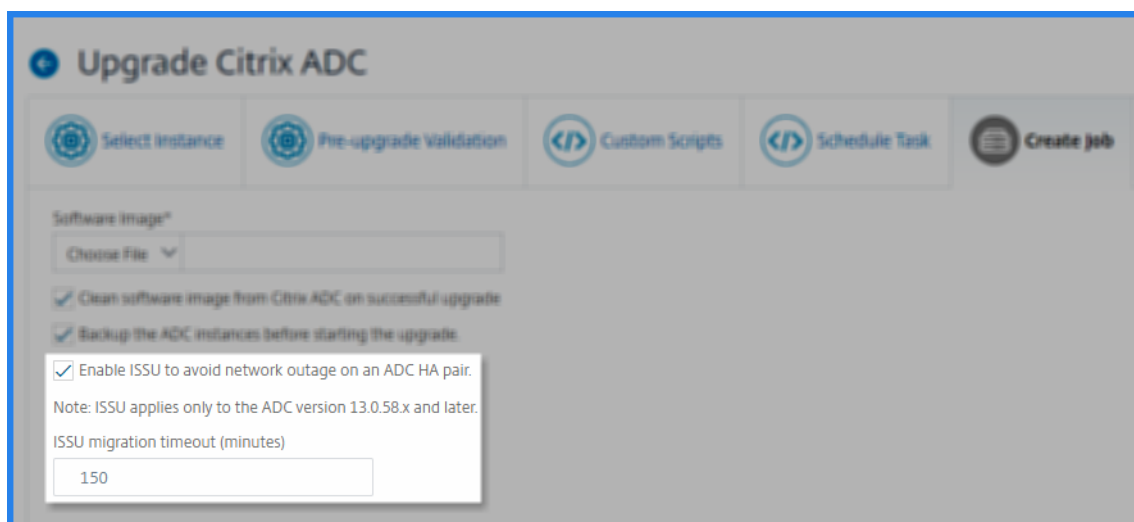 Upgrade Citrix ADC
Select Instance
Pre-upgrade Validation
Custom Scripts
Schedule Task
Create Job
Software Image*
Choose File
Clean software image from Citrix ADC on successful upgrade
Backup the ADC instances before starting the upgrade.
Enable ISSU to avoid network outage on an ADC HA pair.
Note: ISSU applies only to the ADC version 13.0.58.x and later.
ISSU migration timeout (minutes)
150